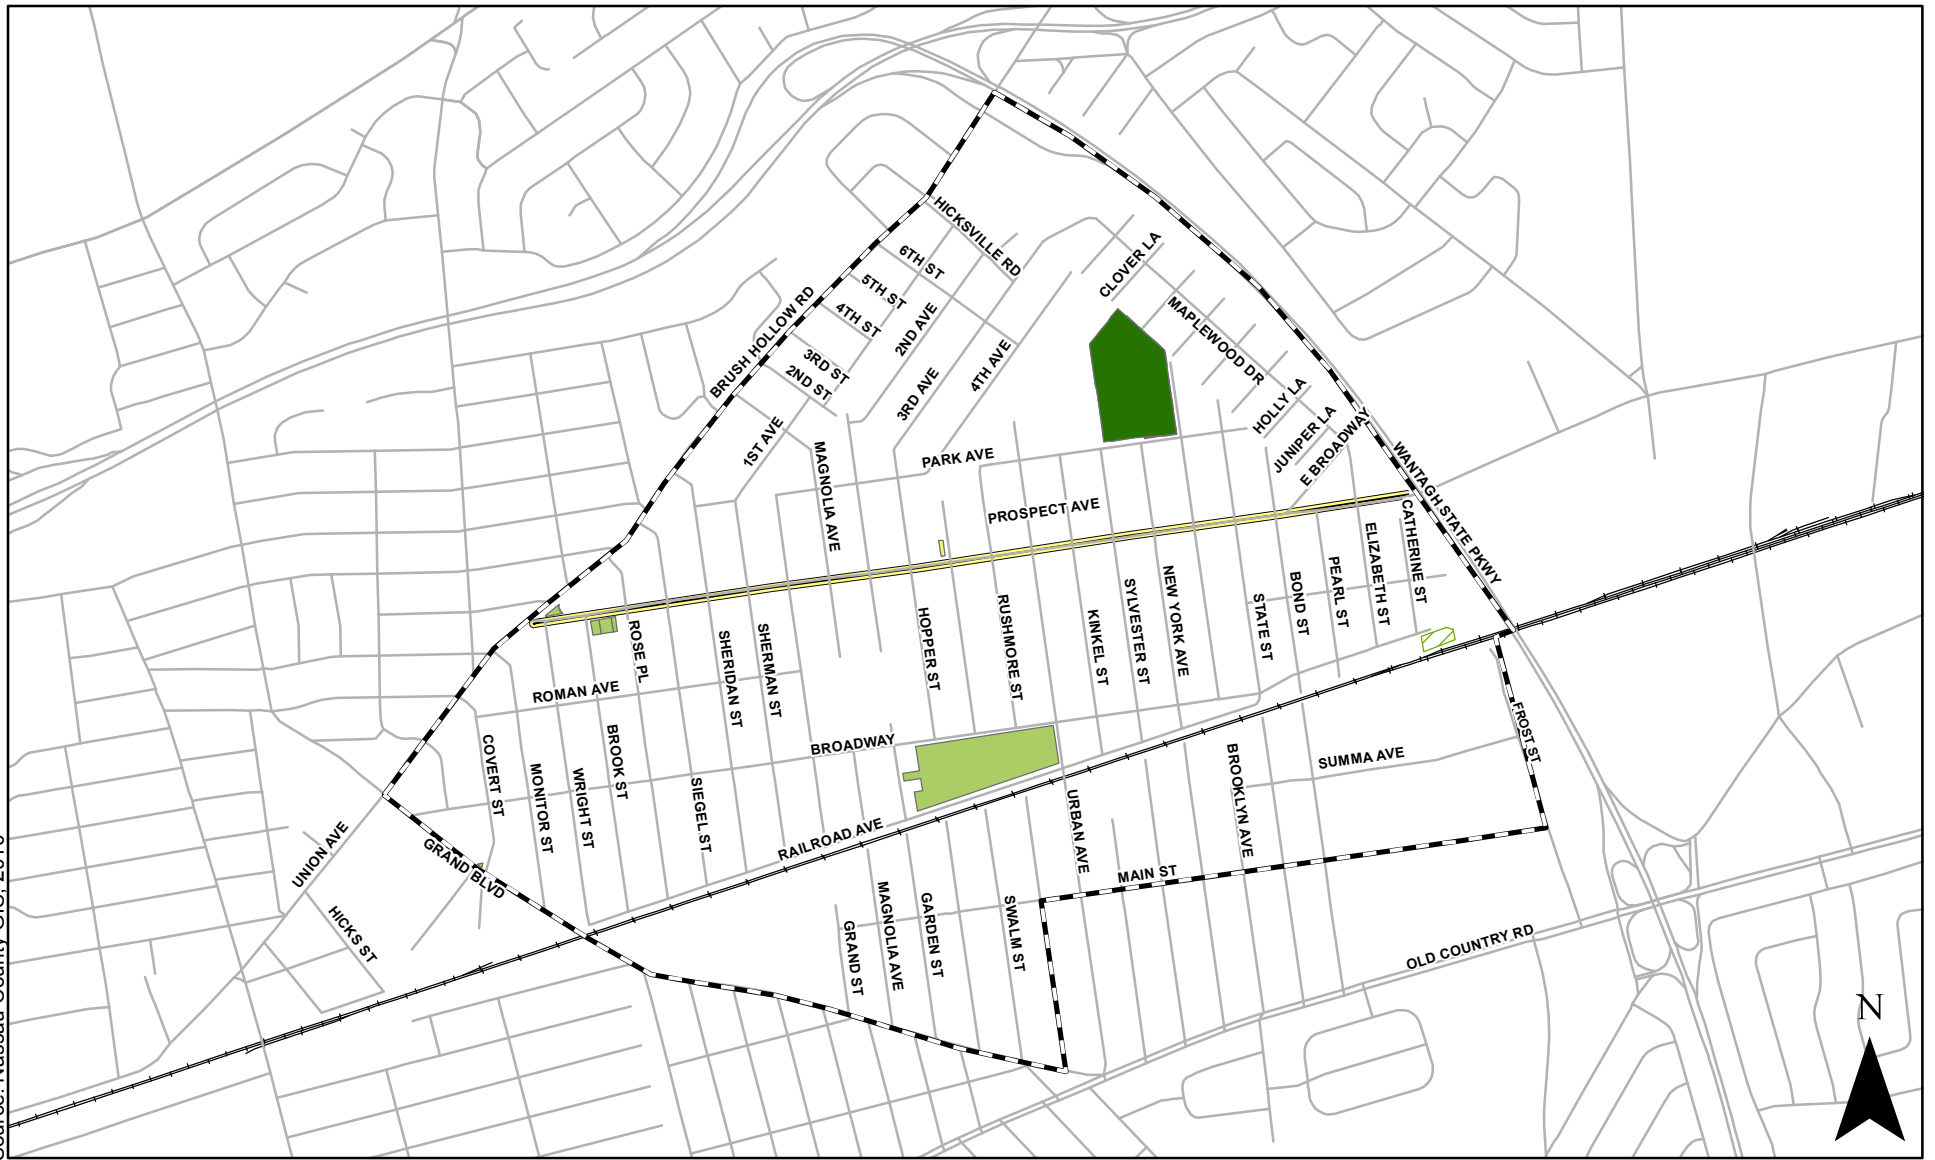 HICKSVILLE RD
6TH ST
5TH ST
4TH ST
3RD ST
2ND ST
BRUSH HOLLOW RD
2ND AVE
3RD AVE
4TH AVE
1ST AVE
CLOVER LA
MAPLEWOOD DR
HOLLY LA
JUNIPER LA
E BROADWAY
WANTAGH STATE PKWY
MAGNOLIA AVE
PARK AVE
PROSPECT AVE
CATHERINE ST
ELIZABETH ST
PEARL ST
BOND ST
STATE ST
NEW YORK AVE
SYLVESTER ST
KINKEL ST
RUSHMORE ST
HOPPER ST
SHERMAN ST
SHERIDAN ST
ROSE PL
ROMAN AVE
BROADWAY
COVERT ST
MONITOR ST
WRIGHT ST
BROOK ST
SIEGEL ST
RAILROAD AVE
URBAN AVE
BROOKLYN AVE
SUMMA AVE
FROST ST
MAIN ST
UNION AVE
GRAND BLVD
HICKS ST
GRAND ST
MAGNOLIA AVE
GARDEN ST
SWALM ST
OLD COUNTRY RD
N